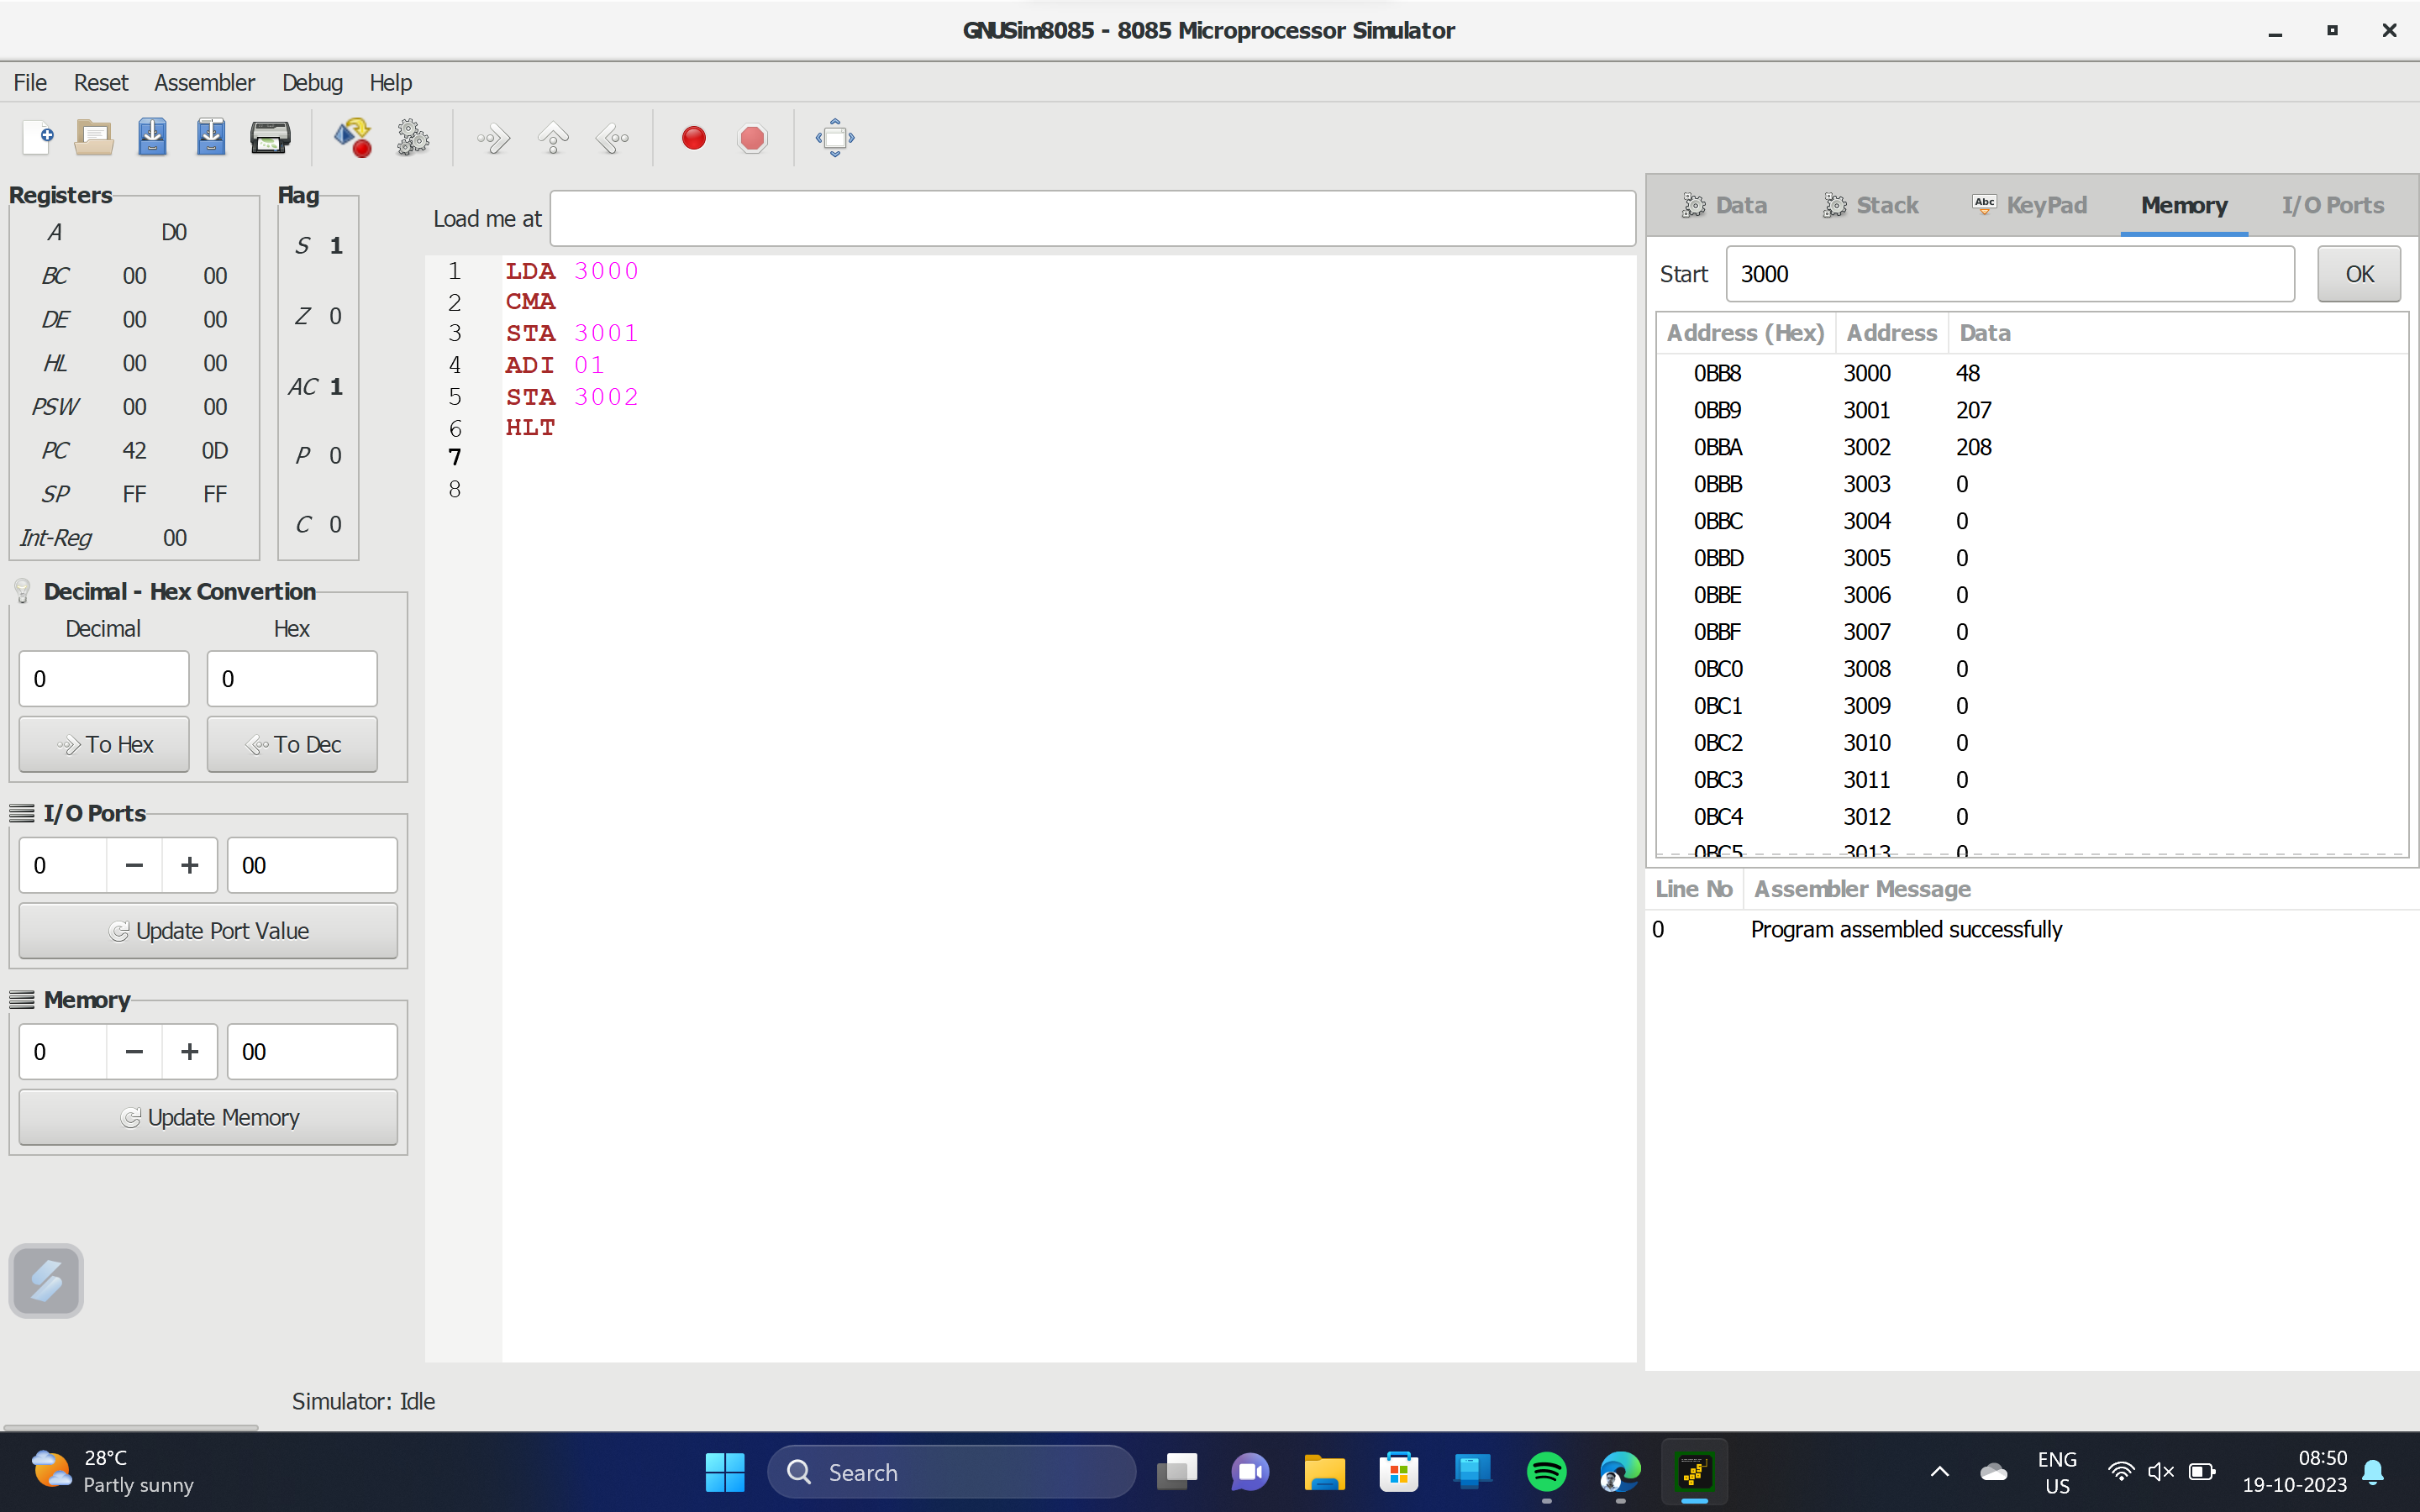 GNUSim8085 - 8085 Microprocessor Simulator
File Reset Assembler Debug Help
Registers
A D0
BC 00 00
DE 00 00
HL 00 00
PSW 00 00
PC 42 0D
SP FF FF
Int-Reg 00
Flag
S 1
Z 0
AC 1
P 0
C 0
Decimal - Hex Convertion
Decimal Hex
0 0
To Hex To Dec
I/O Ports
0 − + 00
Update Port Value
Memory
0 − + 00
Update Memory
Load me at
1 LDA 3000
2 CMA
3 STA 3001
4 ADI 01
5 STA 3002
6 HLT
7
8
Data Stack Abc KeyPad Memory I/O Ports
Start 3000 OK
Address (Hex) Address Data
0BB8 3000 48
0BB9 3001 207
0BBA 3002 208
0BBB 3003 0
0BBC 3004 0
0BBD 3005 0
0BBE 3006 0
0BBF 3007 0
0BC0 3008 0
0BC1 3009 0
0BC2 3010 0
0BC3 3011 0
0BC4 3012 0
0BC5 3013 0
Line No Assembler Message
0 Program assembled successfully
Simulator: Idle
28°C
Partly sunny
Search
ENG
US
08:50
19-10-2023